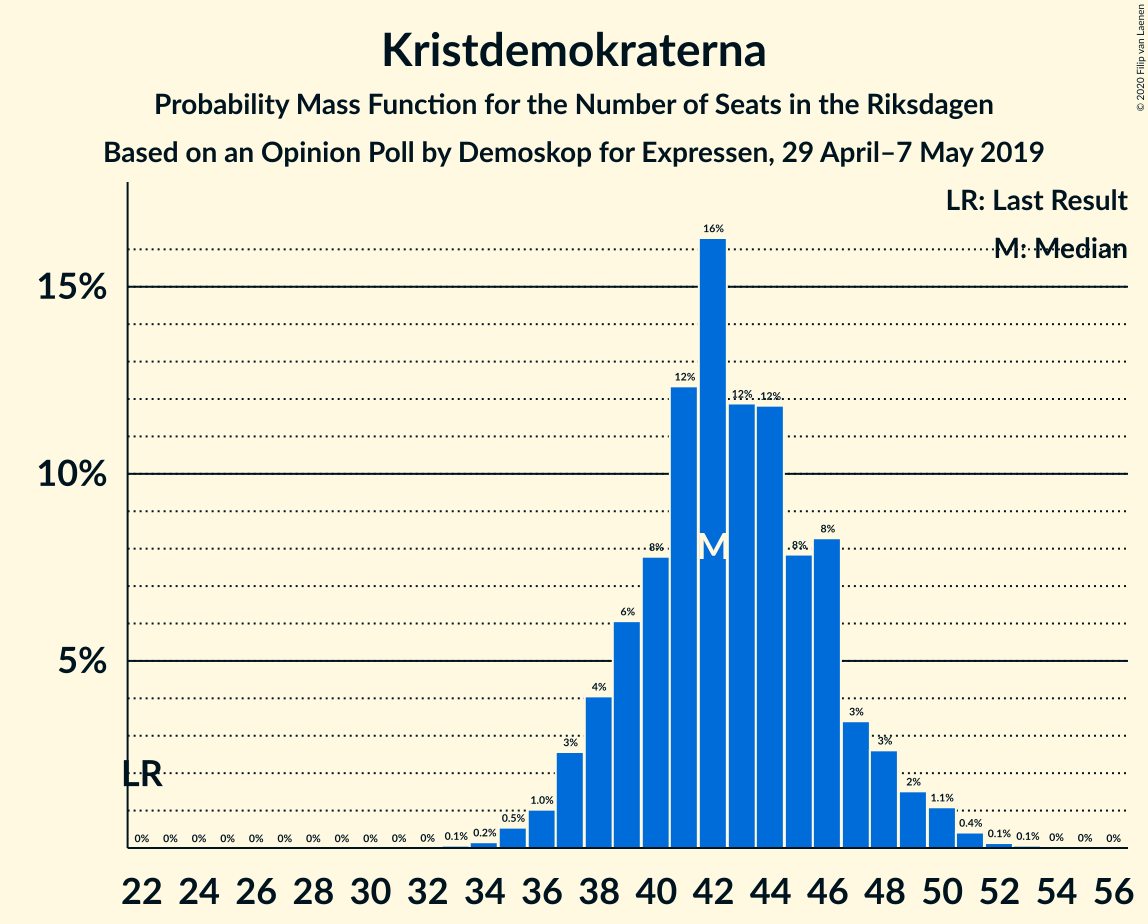 Kristdemokraterna
Probability Mass Function for the Number of Seats in the Riksdagen
Based on an Opinion Poll by Demoskop for Expressen, 29 April–7 May 2019
© 2020 Filip van Laenen
LR: Last Result
M: Median
15%
10%
5%
LR
M
0% 0% 0% 0% 0% 0% 0% 0% 0% 0% 0% 0.1% 0.2% 0.5% 1.0% 3% 4% 6% 8% 12% 16% 12% 12% 8% 8% 3% 3% 2% 1.1% 0.4% 0.1% 0.1% 0% 0% 0%
22 24 26 28 30 32 34 36 38 40 42 44 46 48 50 52 54 56